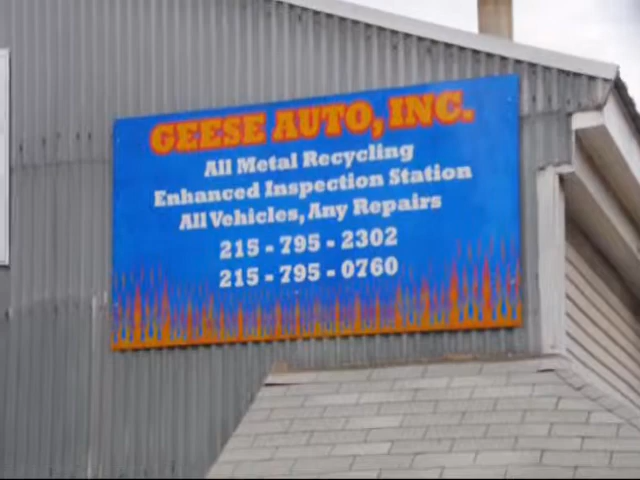 GEESE AUTO, INC.
All Metal Recycling
Enhanced Inspection Station
All Vehicles, Any Repairs
215 - 795 - 2302
215 - 795 - 0760